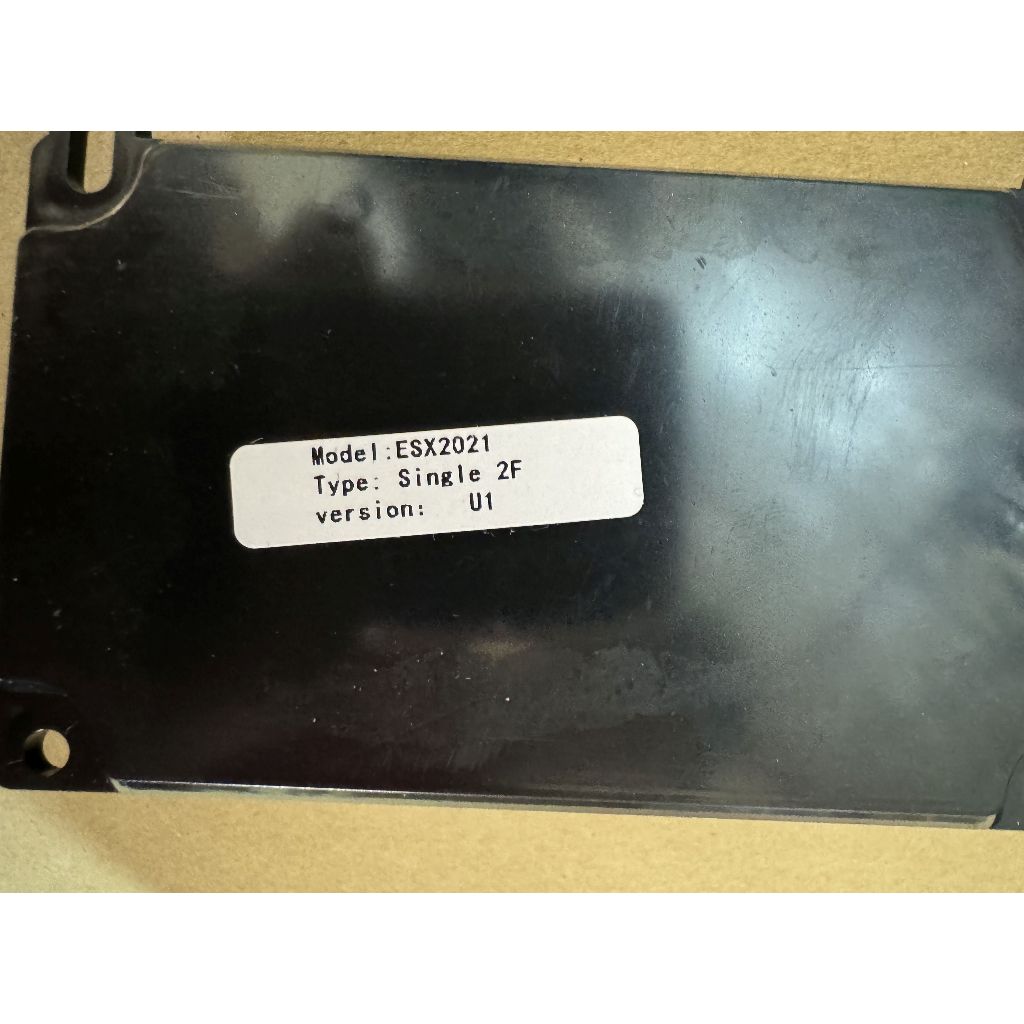 Model:ESX2021
Type: Single 2F
version: U1